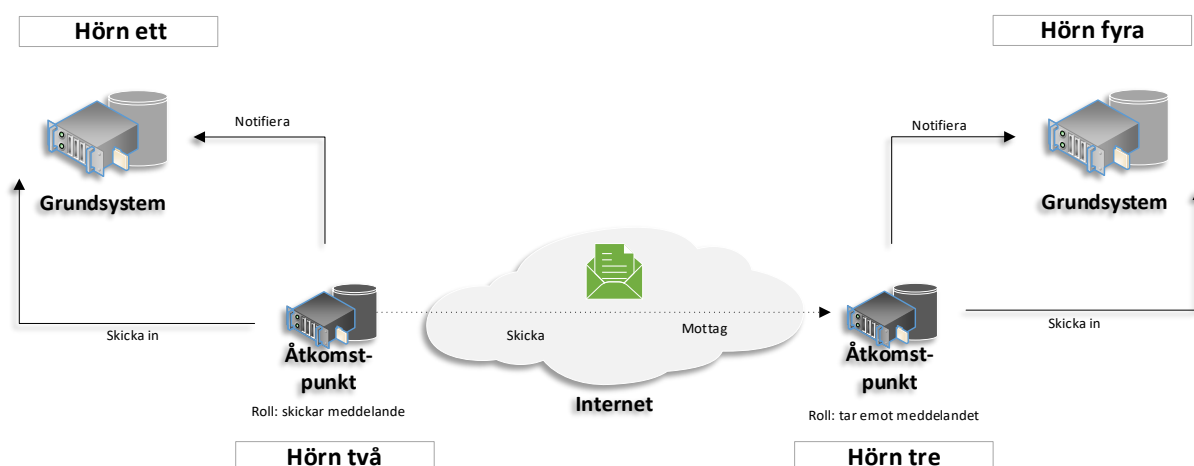 Hörn ett
Hörn fyra
Notifiera
Notifiera
Grundsystem
Grundsystem
Skicka in
Skicka
Mottag
Skicka in
Åtkomst-
punkt
Åtkomst-
punkt
Internet
Roll: skickar meddelande
Roll: tar emot meddelandet
Hörn två
Hörn tre